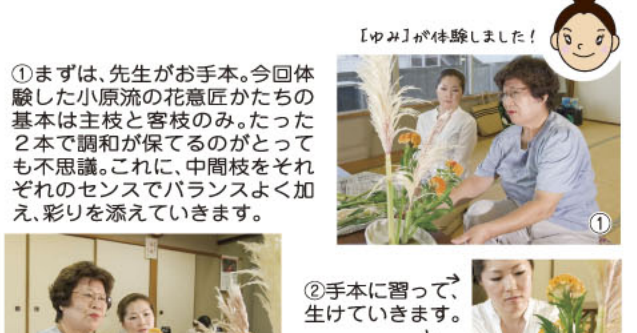 【ゆみ】が体験しました！
①まずは、先生がお手本。今回体
験した小原流の花意匠かたちの
基本は主枝と客枝のみ。たった
２本で調和が保てるのがとって
も不思議。これに、中間枝をそれ
ぞれのセンスでバランスよく加
え、彩りを添えていきます。
①
②手本に習って、
生けていきます。